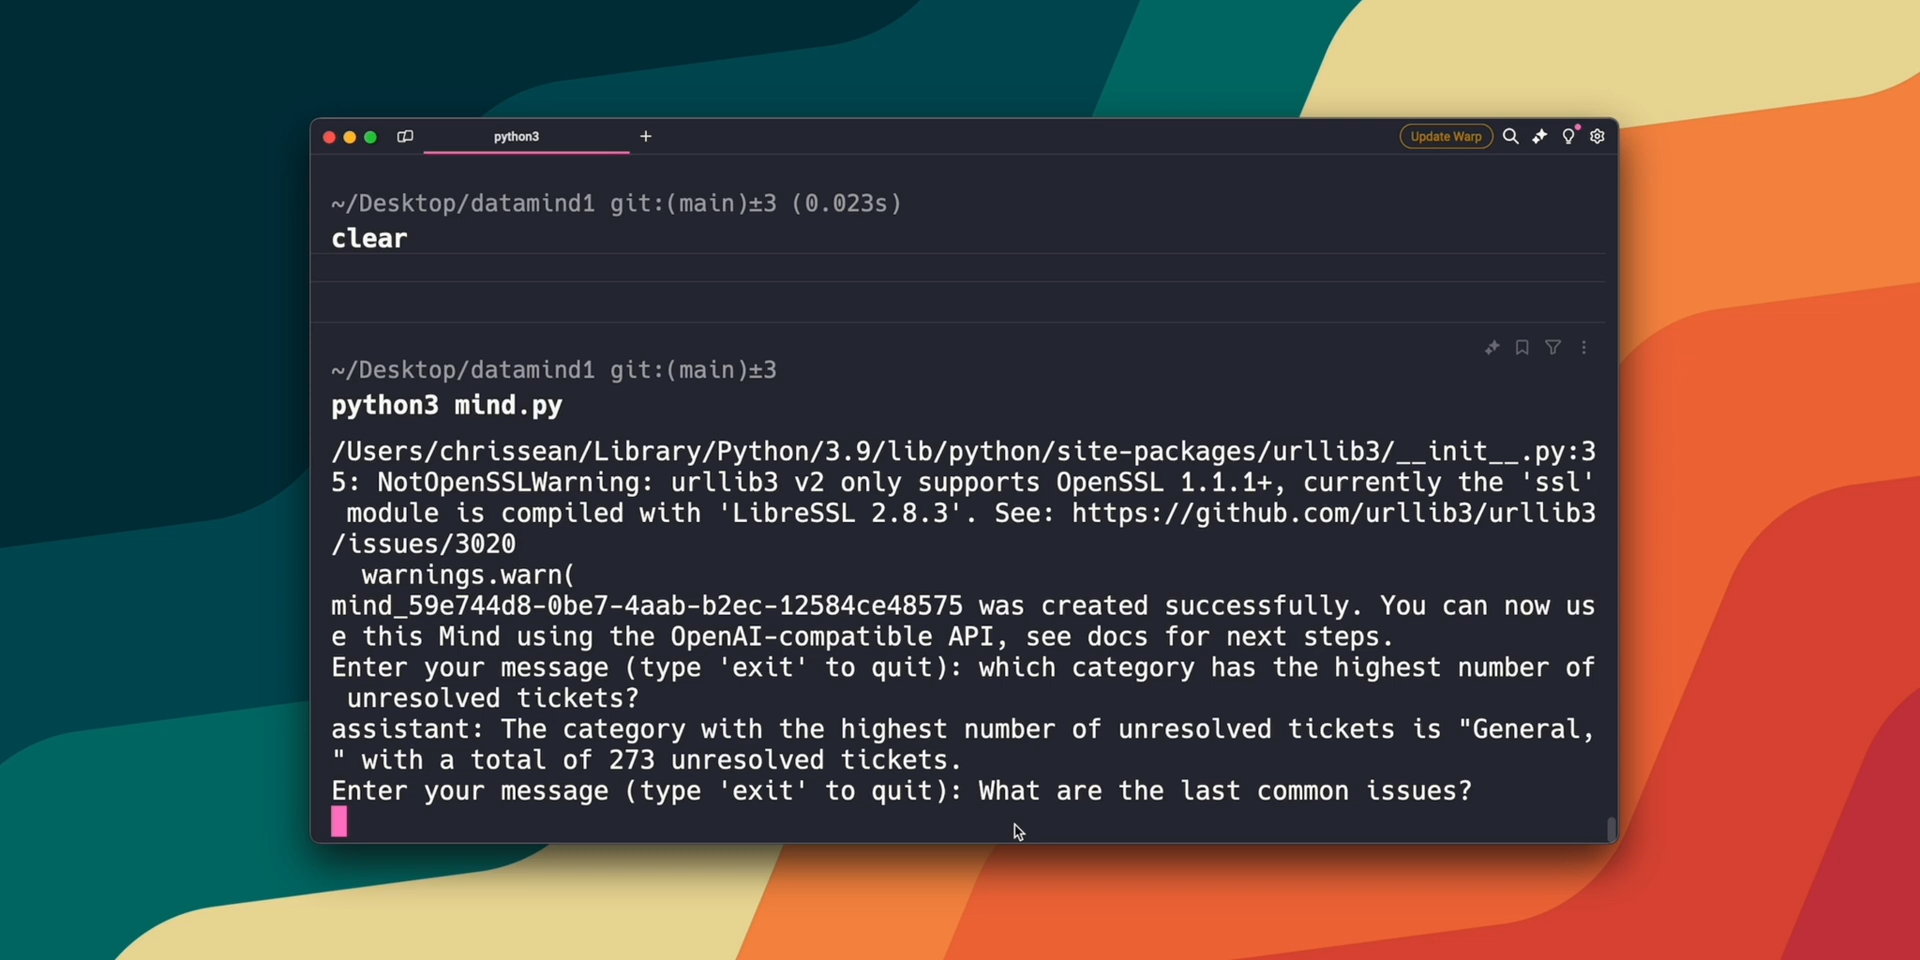 python3
+
Update Warp
~/Desktop/datamind1 git:(main)±3 (0.023s)
clear
~/Desktop/datamind1 git:(main)±3
python3 mind.py
/Users/chrissean/Library/Python/3.9/lib/python/site-packages/urllib3/__init__.py:3
5: NotOpenSSLWarning: urllib3 v2 only supports OpenSSL 1.1.1+, currently the 'ssl'
 module is compiled with 'LibreSSL 2.8.3'. See: https://github.com/urllib3/urllib3
/issues/3020
  warnings.warn(
mind_59e744d8-0be7-4aab-b2ec-12584ce48575 was created successfully. You can now us
e this Mind using the OpenAI-compatible API, see docs for next steps.
Enter your message (type 'exit' to quit): which category has the highest number of
 unresolved tickets?
assistant: The category with the highest number of unresolved tickets is "General,
" with a total of 273 unresolved tickets.
Enter your message (type 'exit' to quit): What are the last common issues?